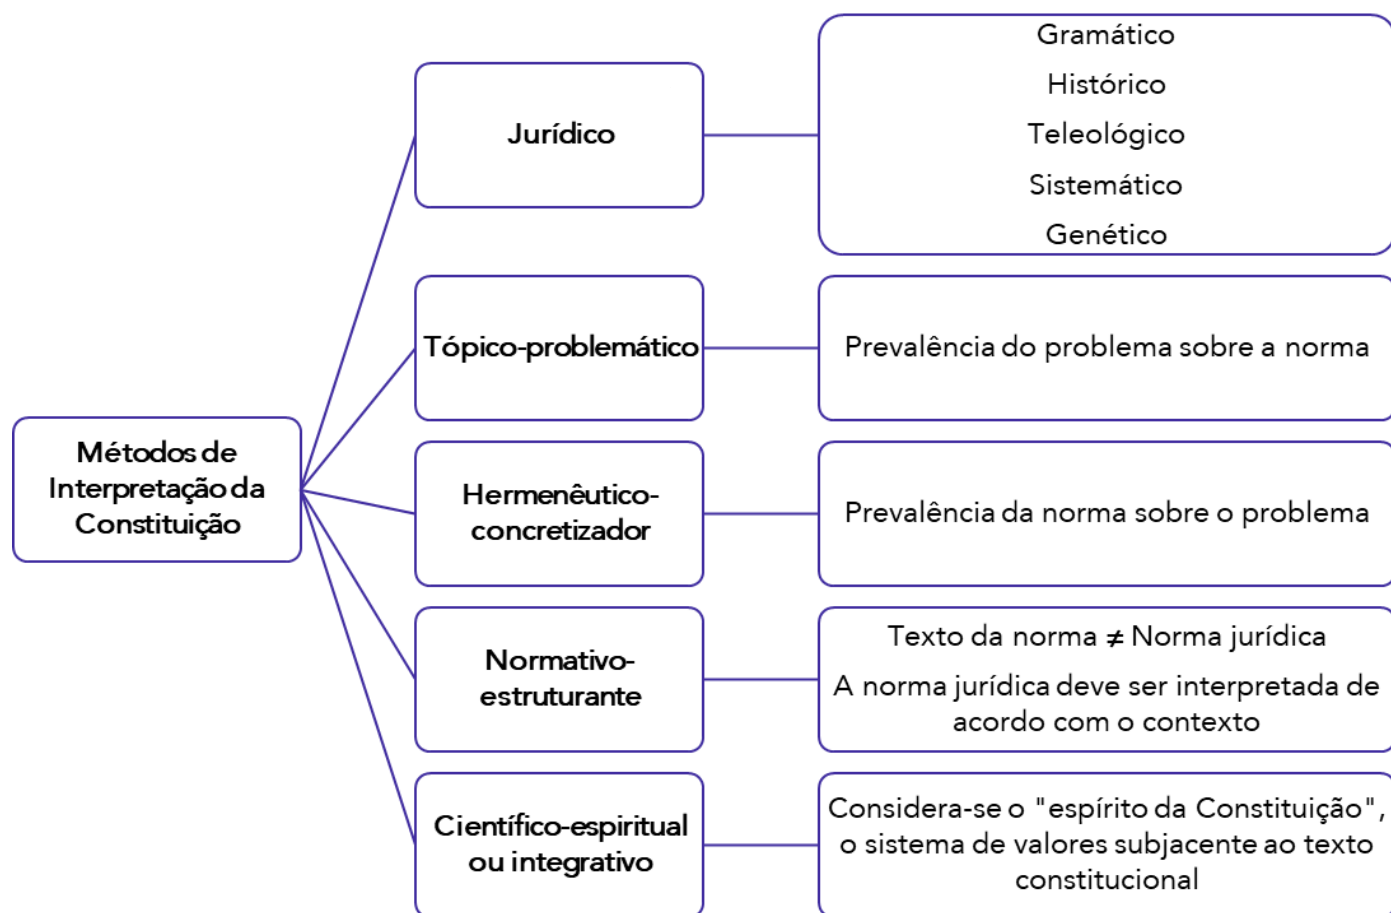 Métodos de
Interpretação da
Constituição
Jurídico
Gramático
Histórico
Teleológico
Sistemático
Genético
Tópico-problemático
Prevalência do problema sobre a norma
Hermenêutico-
concretizador
Prevalência da norma sobre o problema
Normativo-
estruturante
Texto da norma ≠ Norma jurídica
A norma jurídica deve ser interpretada de
acordo com o contexto
Científico-espiritual
ou integrativo
Considera-se o "espírito da Constituição",
o sistema de valores subjacente ao texto
constitucional